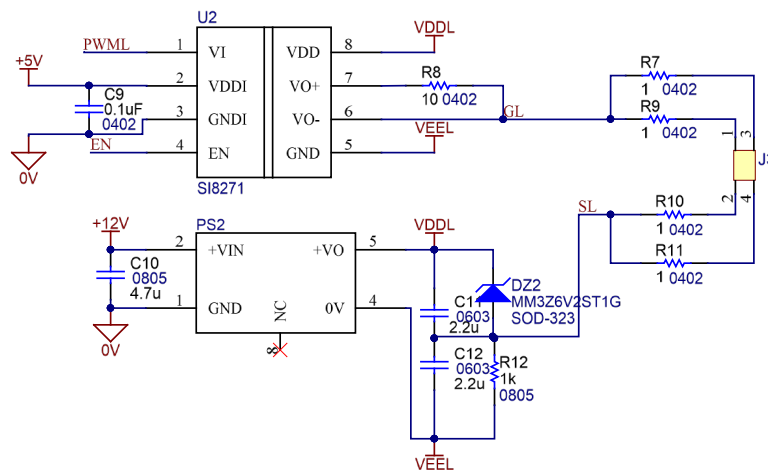 U2
PWML
1
VI
VDD
8
VDDL
+5V
2
VDDI
VO+
7
R8
10 0402
C9
0.1uF
0402
3
GNDI
VO-
6
GL
EN
4
EN
GND
5
VEEL
0V
SI8271
R7
1 0402
R9
1 0402
1
3
2
4
SL
R10
1 0402
R11
1 0402
+12V
PS2
2
+VIN
+VO
5
VDDL
C10
0805
4.7u
1
GND
NC
0V
4
8
0V
DZ2
MM3Z6V2ST1G
SOD-323
C11
0603
2.2u
C12
0603
2.2u
R12
1k
0805
VEEL